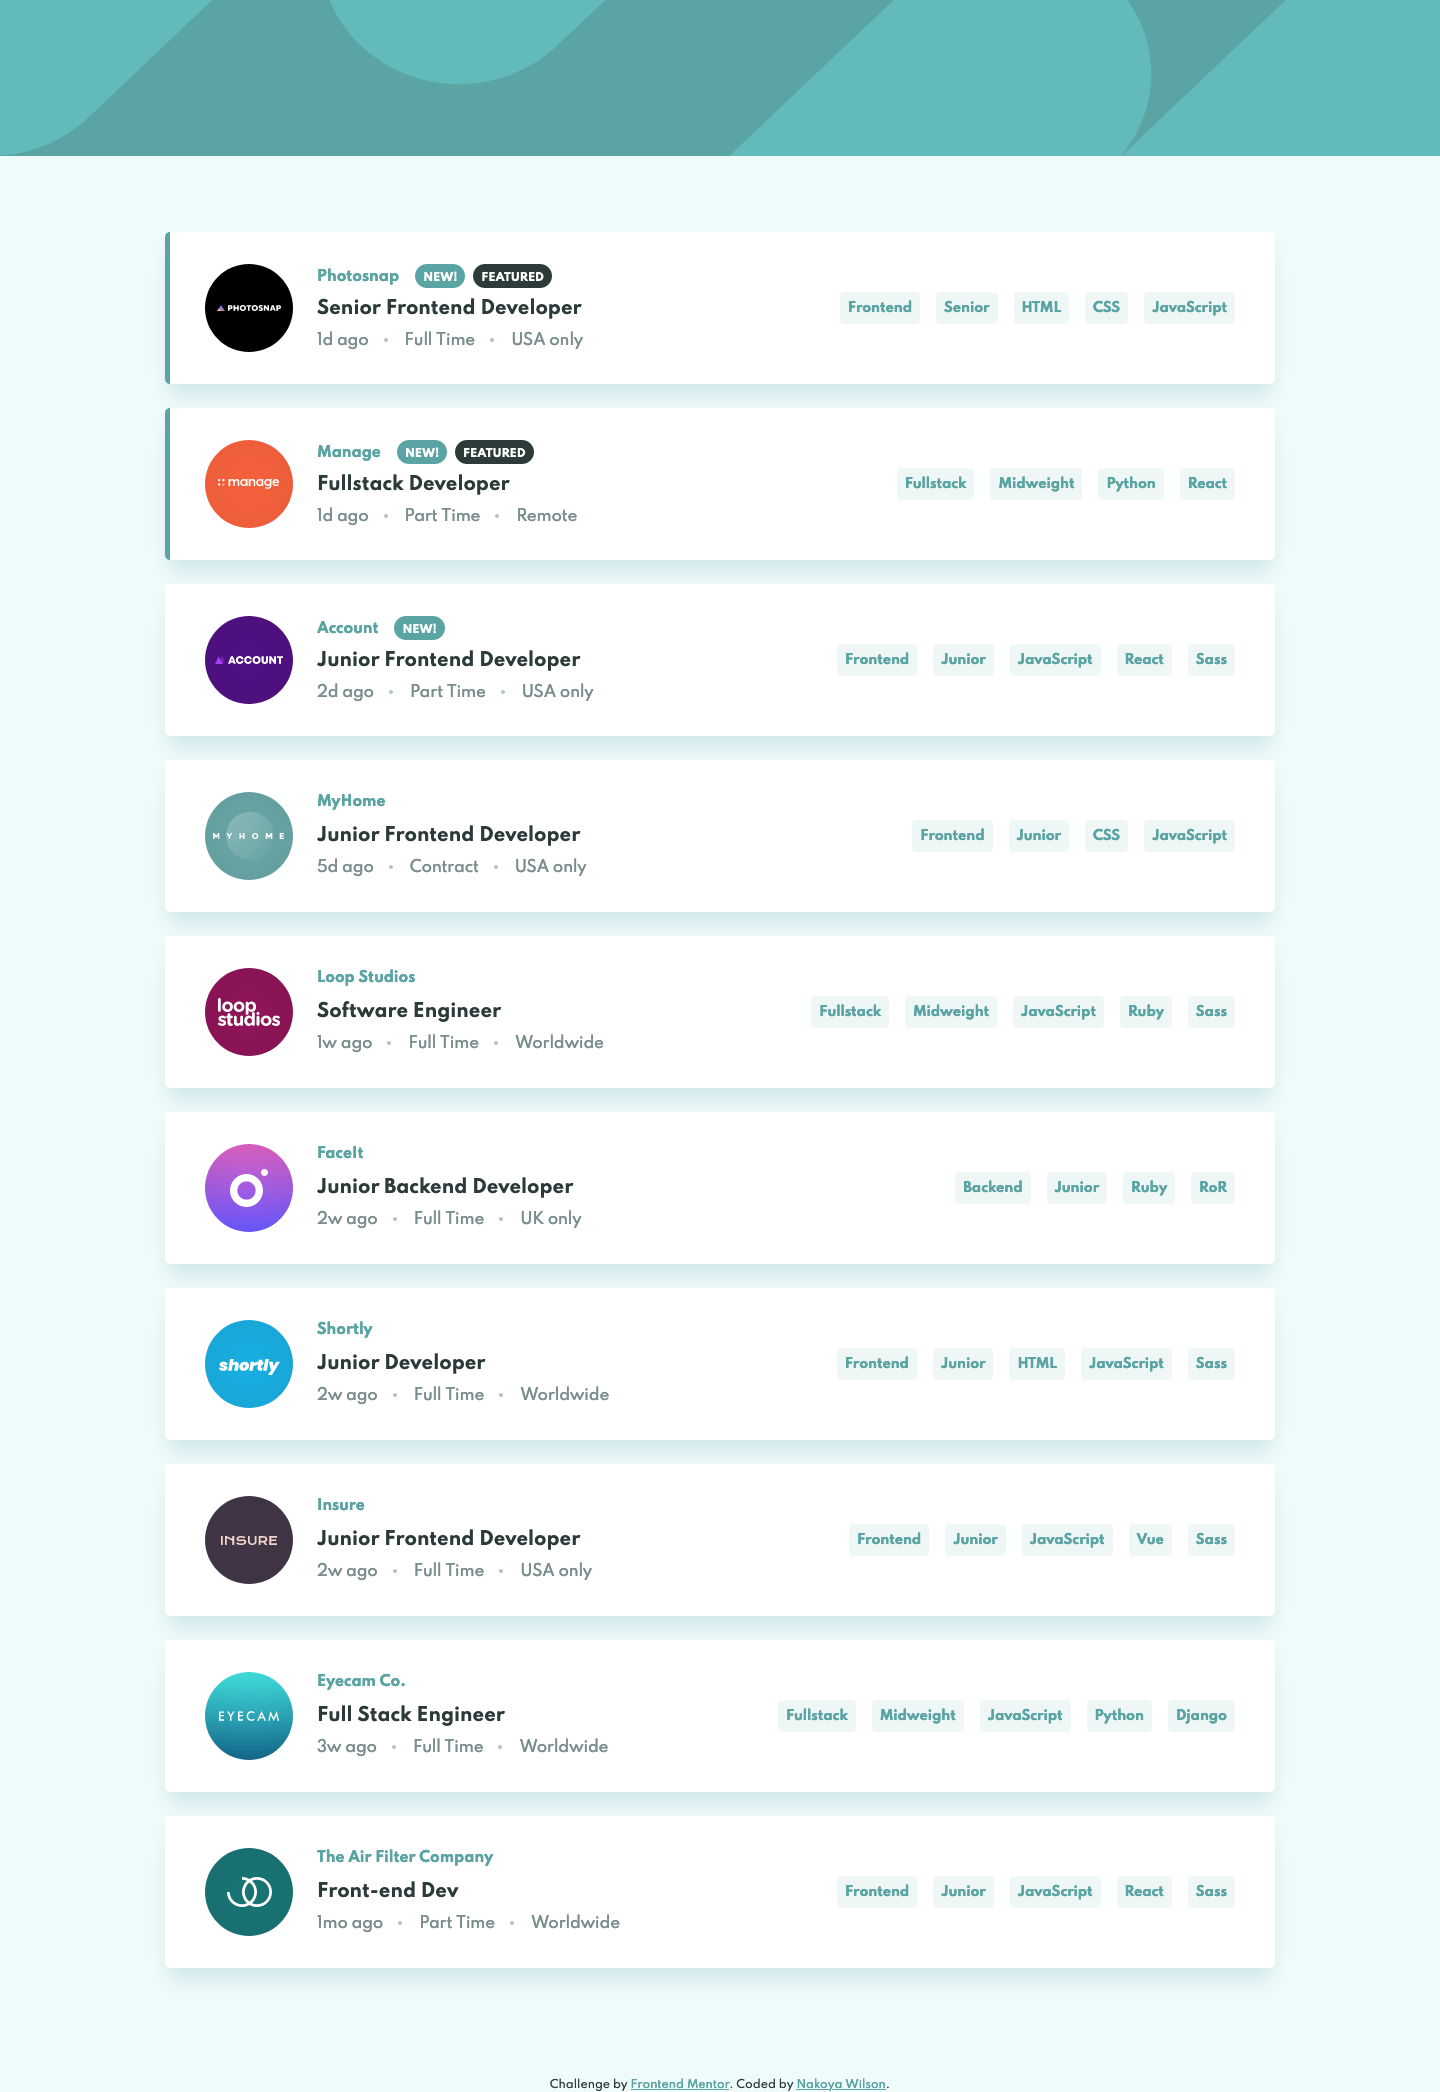 PHOTOSNAP
Photosnap NEW! FEATURED
Senior Frontend Developer
1d ago • Full Time • USA only
Frontend Senior HTML CSS JavaScript
manage
Manage NEW! FEATURED
Fullstack Developer
1d ago • Part Time • Remote
Fullstack Midweight Python React
ACCOUNT
Account NEW!
Junior Frontend Developer
2d ago • Part Time • USA only
Frontend Junior JavaScript React Sass
MYHOME
MyHome
Junior Frontend Developer
5d ago • Contract • USA only
Frontend Junior CSS JavaScript
loop
studios
Loop Studios
Software Engineer
1w ago • Full Time • Worldwide
Fullstack Midweight JavaScript Ruby Sass
FaceIt
Junior Backend Developer
2w ago • Full Time • UK only
Backend Junior Ruby RoR
shortly
Shortly
Junior Developer
2w ago • Full Time • Worldwide
Frontend Junior HTML JavaScript Sass
INSURE
Insure
Junior Frontend Developer
2w ago • Full Time • USA only
Frontend Junior JavaScript Vue Sass
EYECAM
Eyecam Co.
Full Stack Engineer
3w ago • Full Time • Worldwide
Fullstack Midweight JavaScript Python Django
The Air Filter Company
Front-end Dev
1mo ago • Part Time • Worldwide
Frontend Junior JavaScript React Sass
Challenge by Frontend Mentor. Coded by Nakoya Wilson.